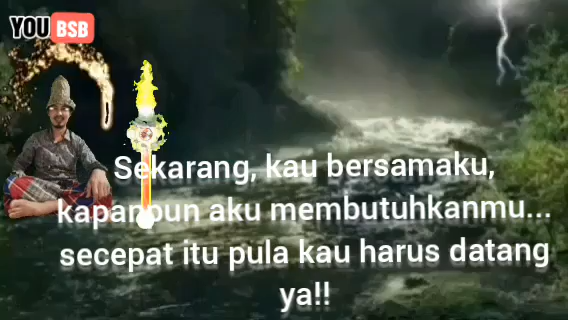 YOU BSB
Sekarang, kau bersamaku,
kapanpun aku membutuhkanmu...
secepat itu pula kau harus datang
ya!!